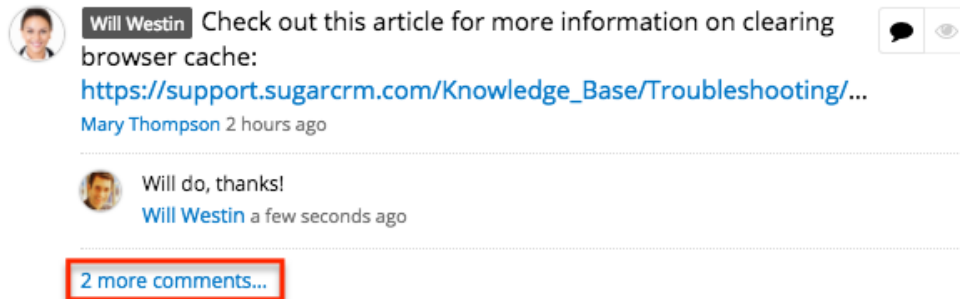 Will Westin Check out this article for more information on clearing
browser cache:
https://support.sugarcrm.com/Knowledge_Base/Troubleshooting/...
Mary Thompson 2 hours ago
Will do, thanks!
Will Westin a few seconds ago
2 more comments...